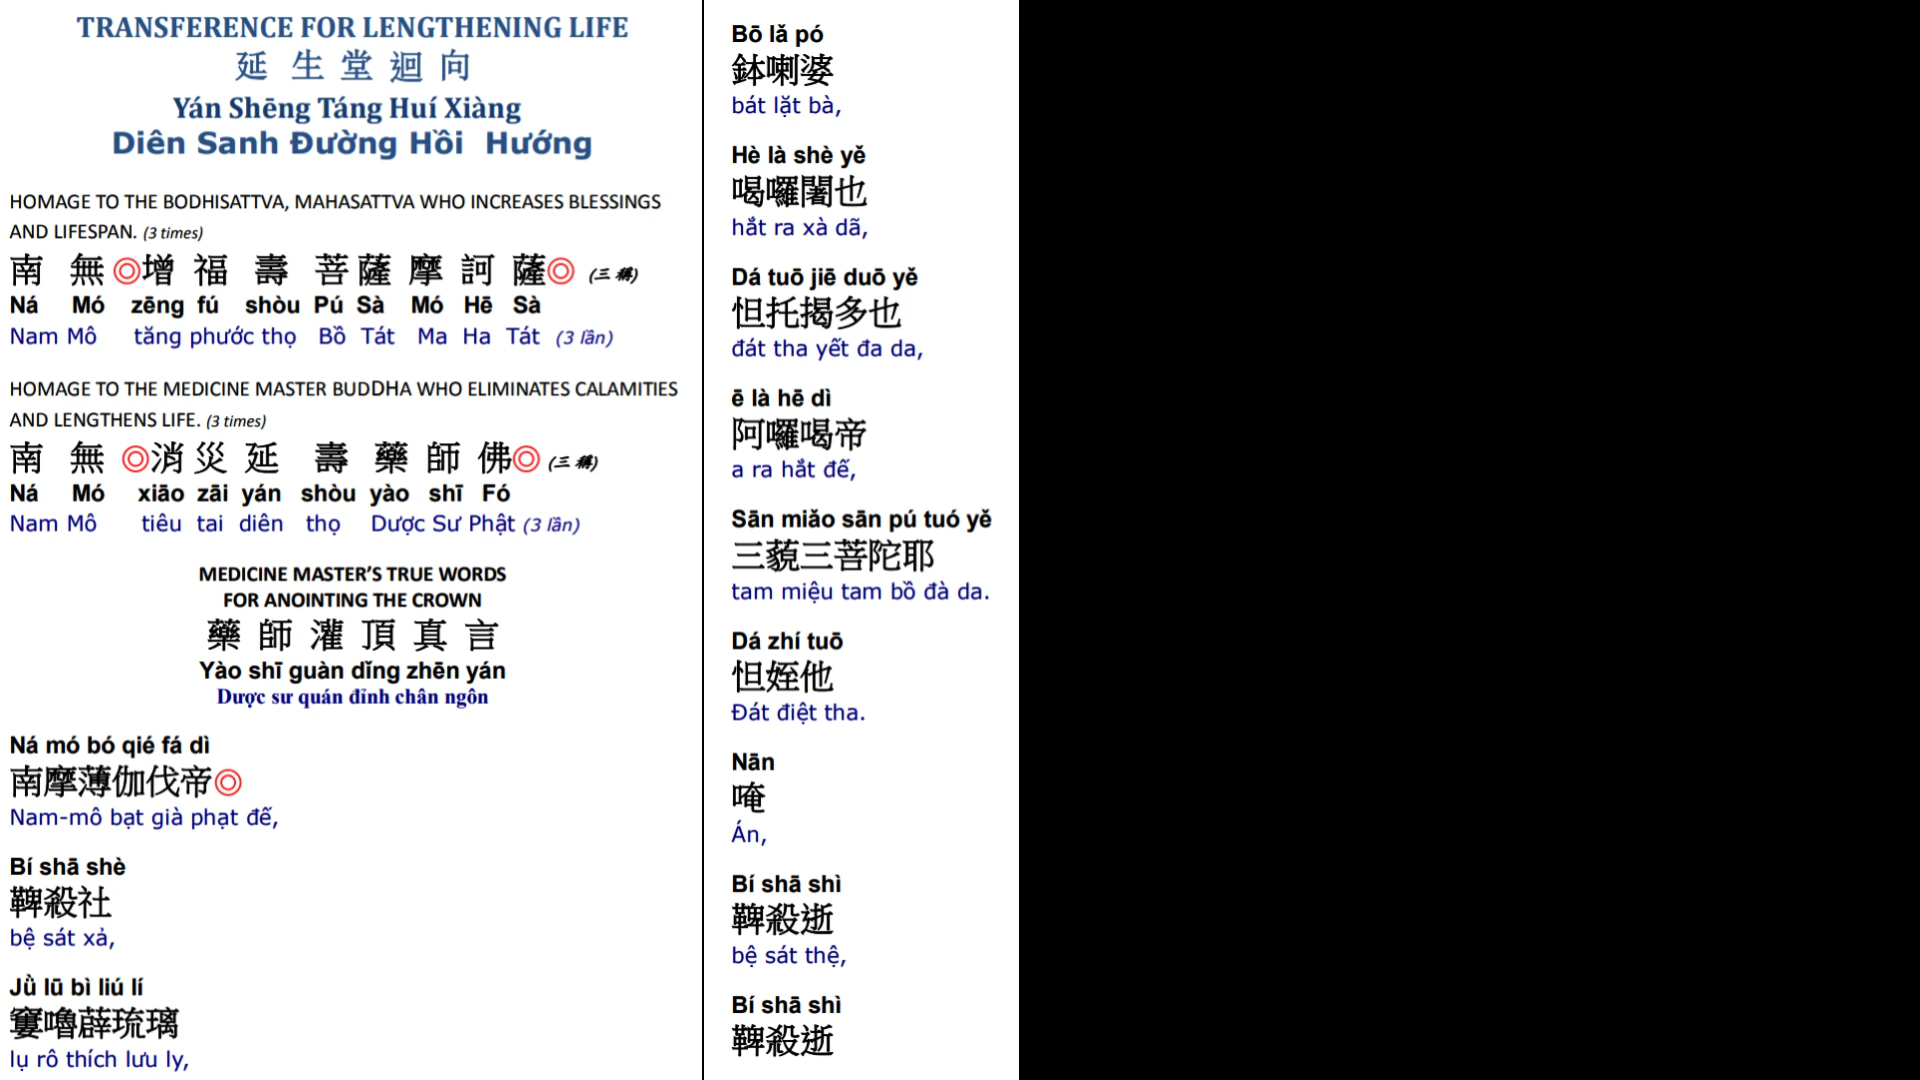 TRANSFERENCE FOR LENGTHENING LIFE
延 生 堂 迴 向
Yán Shēng Táng Huí Xiàng
Diên Sanh Đường Hồi Hướng
HOMAGE TO THE BODHISATTVA, MAHASATTVA WHO INCREASES BLESSINGS
AND LIFESPAN. (3 times)
南 無 ◎增 福 壽 菩 薩 摩 訶 薩◎ (三 稱)
Ná Mó zēng fú shòu Pú Sà Mó Hē Sà
Nam Mô tăng phước thọ Bồ Tát Ma Ha Tát (3 lần)
HOMAGE TO THE MEDICINE MASTER BUDDHA WHO ELIMINATES CALAMITIES
AND LENGTHENS LIFE. (3 times)
南 無 ◎消 災 延 壽 藥 師 佛◎ (三 稱)
Ná Mó xiāo zāi yán shòu yào shī Fó
Nam Mô tiêu tai diên thọ Dược Sư Phật (3 lần)
MEDICINE MASTER'S TRUE WORDS
FOR ANOINTING THE CROWN
藥 師 灌 頂 真 言
Yào shī guàn dǐng zhēn yán
Dược sư quán đỉnh chân ngôn
Ná mó bó qié fá dì
南摩薄伽伐帝◎
Nam-mô bạt già phạt đế,
Bí shā shè
鞞殺社
bệ sát xả,
Jǜ lū bì liú lí
窶嚕薜琉璃
lụ rô thích lưu ly,
Bō lǎ pó
鉢喇婆
bát lặt bà,
Hè là shè yě
喝囉闍也
hắt ra xà dã,
Dá tuō jiē duō yě
怛托揭多也
đát tha yết đa da,
ē là hē dì
阿囉喝帝
a ra hắt đế,
Sān miǎo sān pú tuó yě
三藐三菩陀耶
tam miệu tam bồ đà da.
Dá zhí tuō
怛姪他
Đát điệt tha.
Nān
唵
Án,
Bí shā shì
鞞殺逝
bệ sát thệ,
Bí shā shì
鞞殺逝